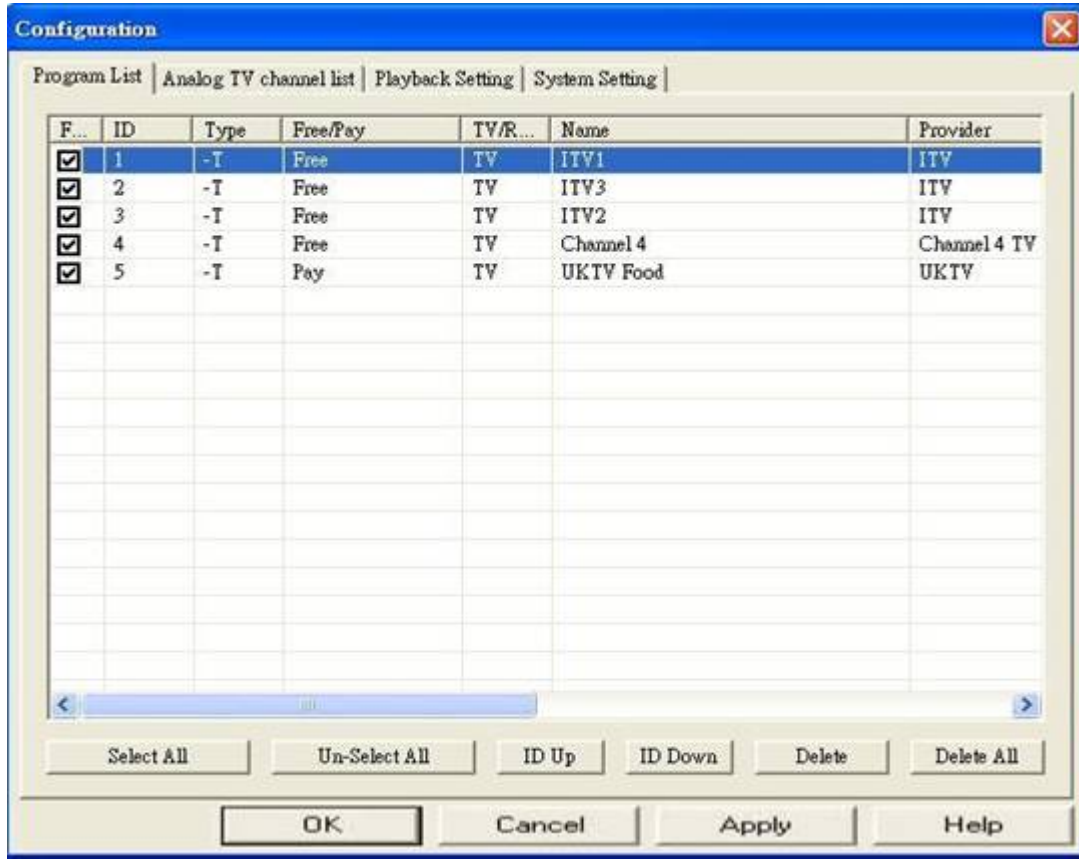 Configuration
Program List Analog TV channel list Playback Setting System Setting
F... ID Type Free/Pay TV/R... Name Provider
1 -T Free TV ITV1 ITV
2 -T Free TV ITV3 ITV
3 -T Free TV ITV2 ITV
4 -T Free TV Channel 4 Channel 4 TV
5 -T Pay TV UKTV Food UKTV
Select All Un-Select All ID Up ID Down Delete Delete All
OK Cancel Apply Help